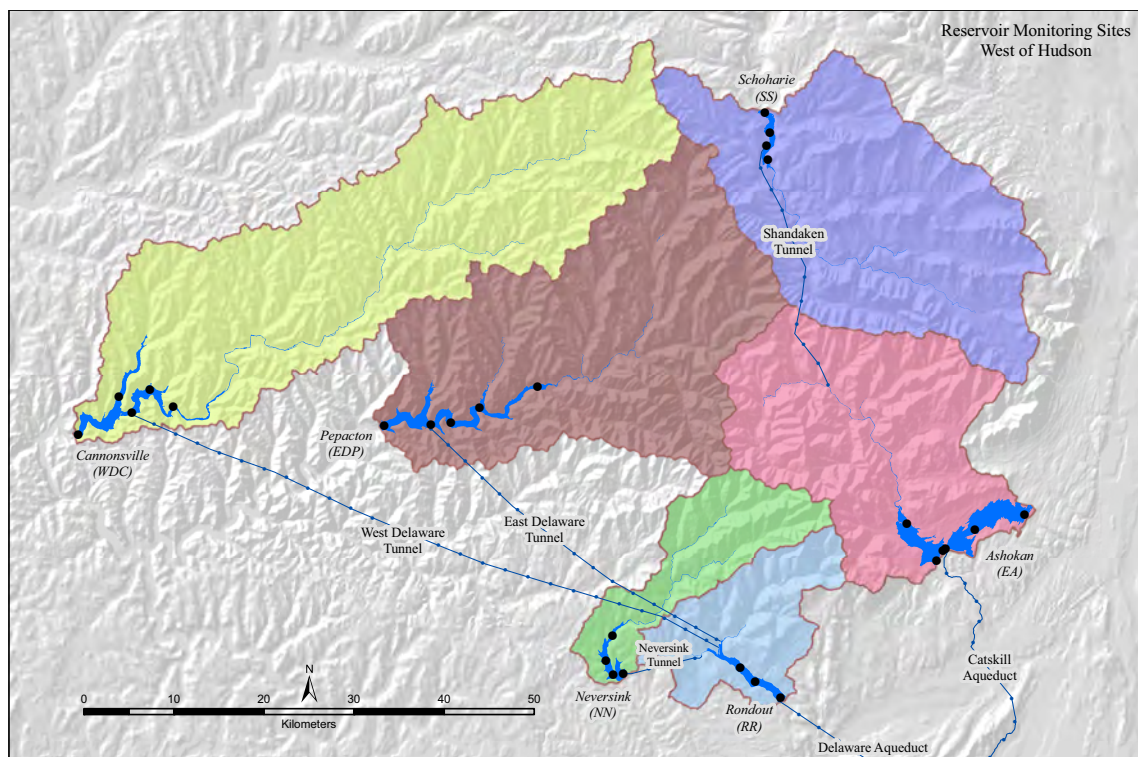 Reservoir Monitoring Sites
West of Hudson
Schoharie
(SS)
Shandaken
Tunnel
Pepacton
(EDP)
Cannonsville
(WDC)
East Delaware
Tunnel
West Delaware
Tunnel
Ashokan
(EA)
Neversink
Tunnel
Catskill
Aqueduct
N
Neversink
(NN)
Rondout
(RR)
0 10 20 30 40 50
Kilometers
Delaware Aqueduct